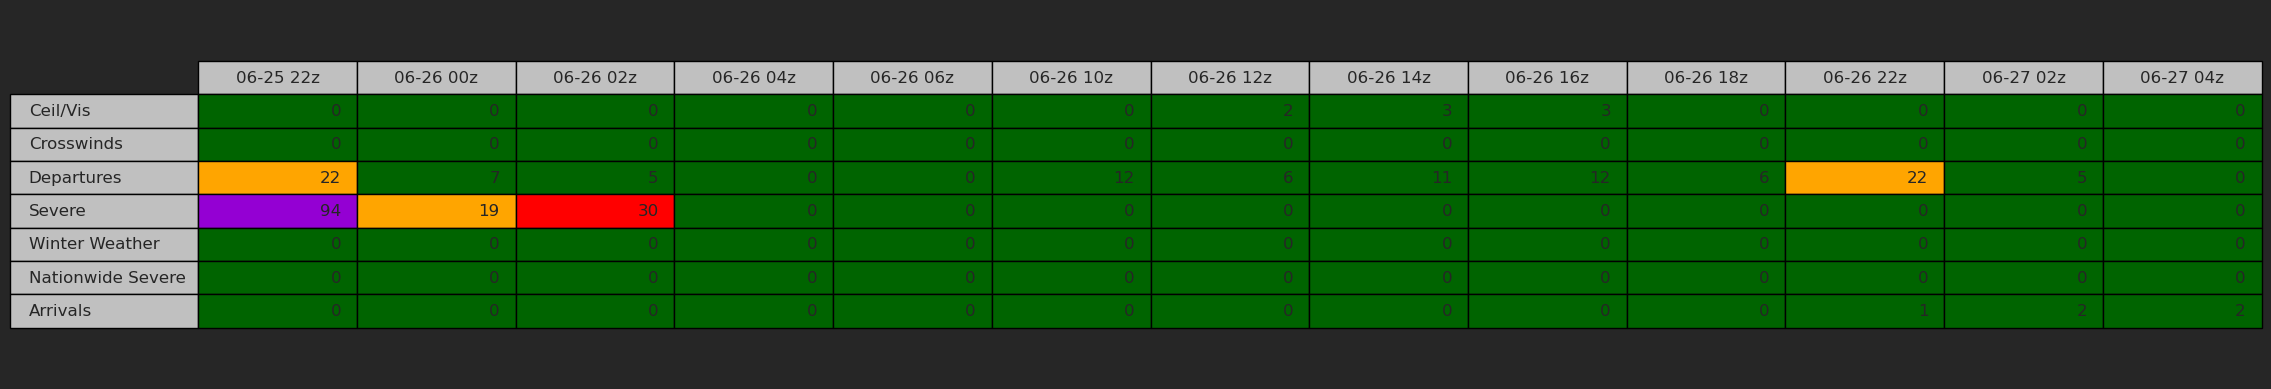 06-25 22z 06-26 00z 06-26 02z 06-26 04z 06-26 06z 06-26 10z 06-26 12z 06-26 14z 06-26 16z 06-26 18z 06-26 22z 06-27 02z 06-27 04z
Ceil/Vis 0 0 0 0 0 0 2 3 3 0 0 0 0
Crosswinds 0 0 0 0 0 0 0 0 0 0 0 0 0
Departures 22 7 5 0 0 12 6 11 12 6 22 5 0
Severe 94 19 30 0 0 0 0 0 0 0 0 0 0
Winter Weather 0 0 0 0 0 0 0 0 0 0 0 0 0
Nationwide Severe 0 0 0 0 0 0 0 0 0 0 0 0 0
Arrivals 0 0 0 0 0 0 0 0 0 0 1 2 2